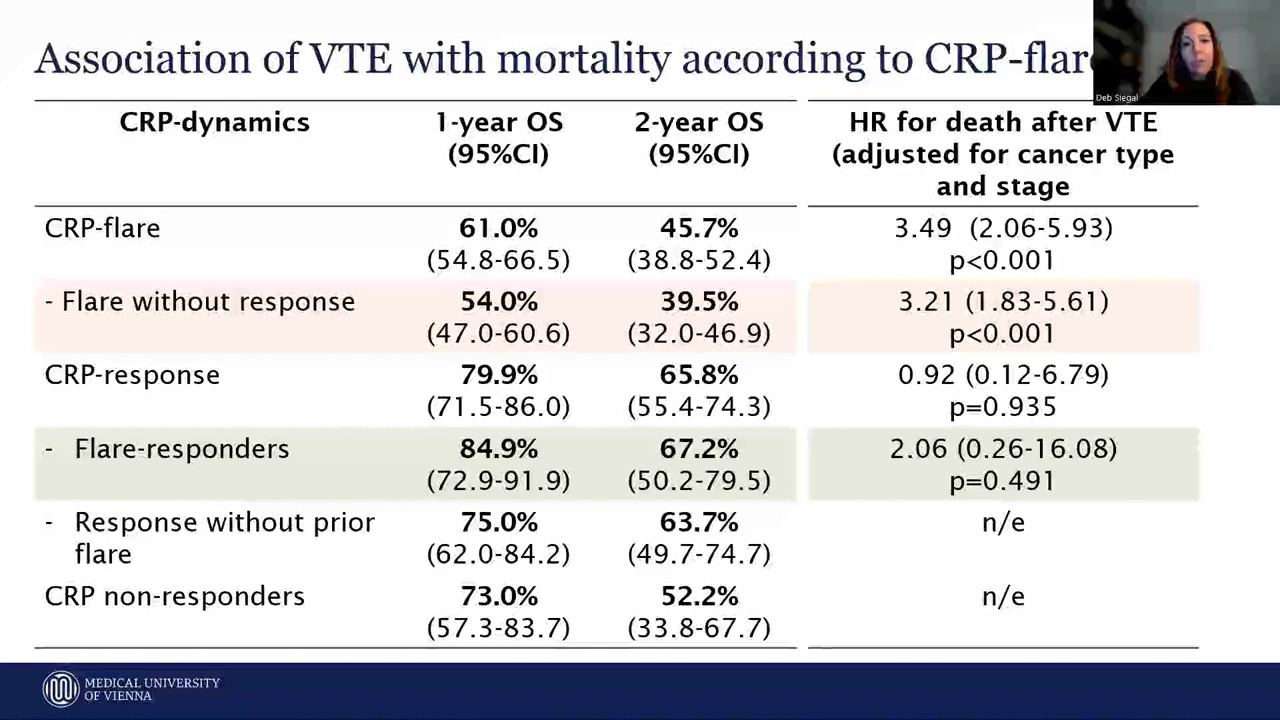 Association of VTE with mortality according to CRP-flar
Deb Siegal
CRP-dynamics
1-year OS
(95%CI)
2-year OS
(95%CI)
HR for death after VTE
(adjusted for cancer type
and stage
CRP-flare
61.0%
(54.8-66.5)
45.7%
(38.8-52.4)
3.49 (2.06-5.93)
p<0.001
- Flare without response
54.0%
(47.0-60.6)
39.5%
(32.0-46.9)
3.21 (1.83-5.61)
p<0.001
CRP-response
79.9%
(71.5-86.0)
65.8%
(55.4-74.3)
0.92 (0.12-6.79)
p=0.935
- Flare-responders
84.9%
(72.9-91.9)
67.2%
(50.2-79.5)
2.06 (0.26-16.08)
p=0.491
- Response without prior
flare
75.0%
(62.0-84.2)
63.7%
(49.7-74.7)
n/e
CRP non-responders
73.0%
(57.3-83.7)
52.2%
(33.8-67.7)
n/e
MEDICAL UNIVERSITY
OF VIENNA